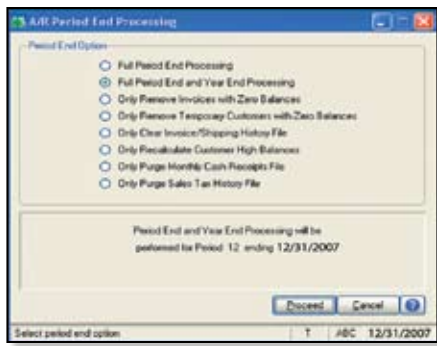 A/R Period End Processing
Period End Option
Full Period End Processing
Full Period End and Year End Processing
Only Remove Invoices with Zero Balances
Only Remove Temporary Customers with Zero Balances
Only Clear Invoice/Shipping History File
Only Recalculate Customer High Balances
Only Purge Monthly Cash Receipts File
Only Purge Sales Tax History File
Period End and Year End Processing will be
performed for Period 12 ending 12/31/2007
Proceed Cancel
Select period end option T ABC 12/31/2007